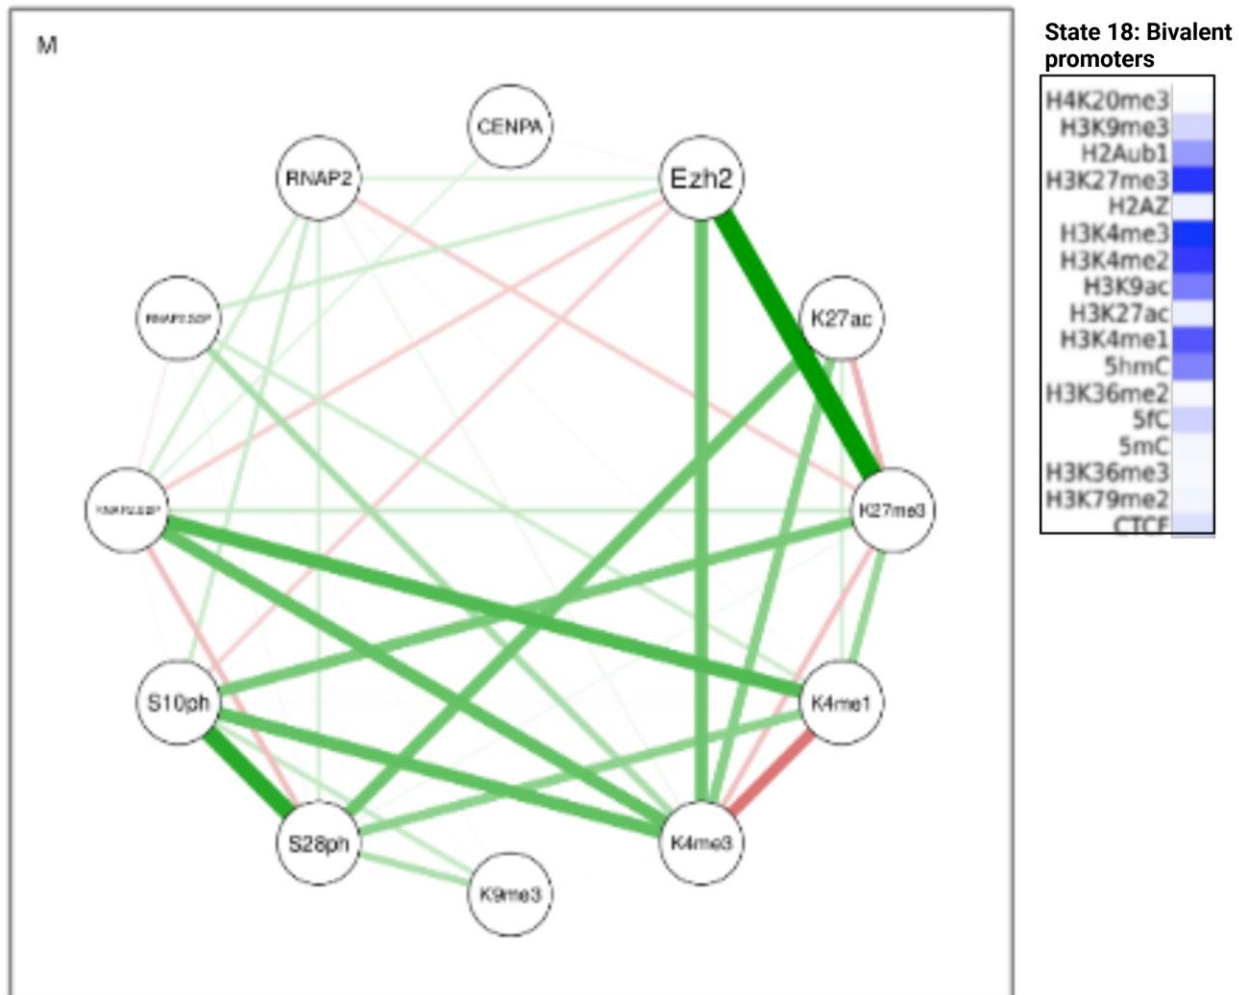 M
State 18: Bivalent
promoters
CENPA
RNAP2
Ezh2
K27ac
K27me3
S10ph
K4me1
S28ph
K4me3
K9me3
H4K20me3
H3K9me3
H2Aub1
H3K27me3
H2AZ
H3K4me3
H3K4me2
H3K9ac
H3K27ac
H3K4me1
5hmC
H3K36me2
5fC
5mC
H3K36me3
H3K79me2
CTCF